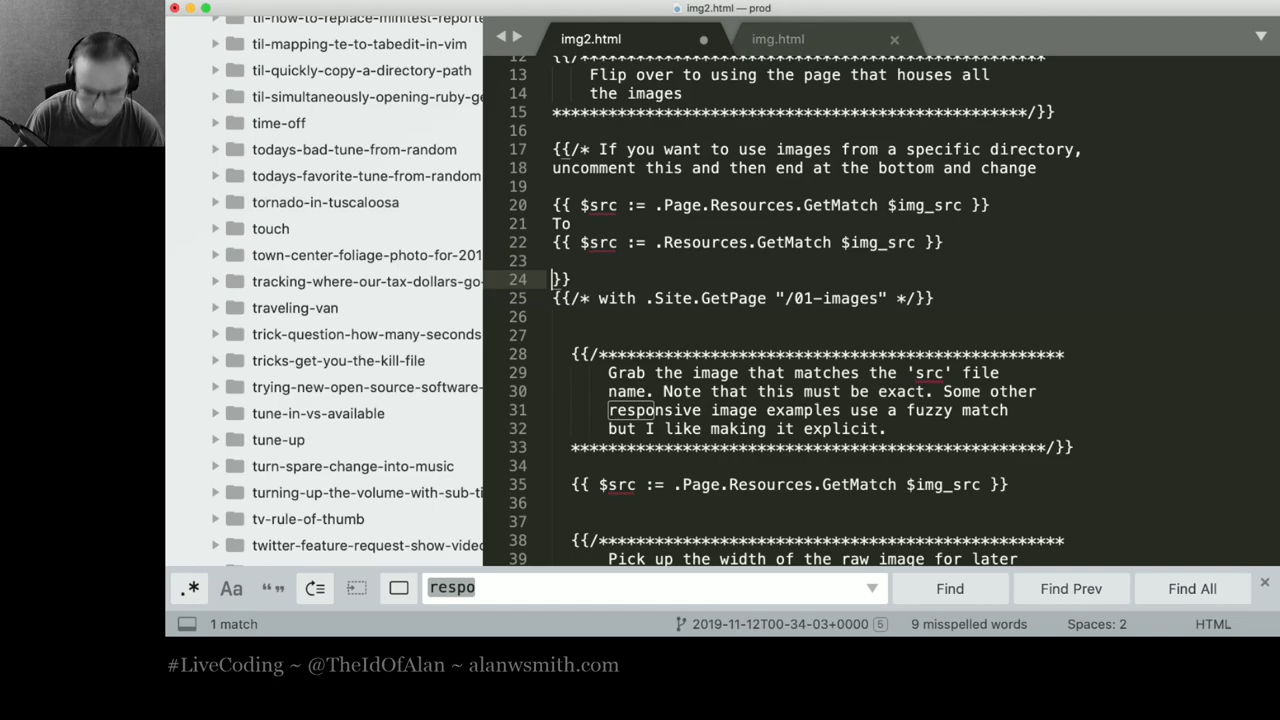 img2.html — prod
til-how-to-replace-minitest-reporte
til-mapping-te-to-tabedit-in-vim
til-quickly-copy-a-directory-path
til-simultaneously-opening-ruby-ge
time-off
todays-bad-tune-from-random
todays-favorite-tune-from-random
tornado-in-tuscaloosa
touch
town-center-foliage-photo-for-201
tracking-where-our-tax-dollars-go-
traveling-van
trick-question-how-many-seconds
tricks-get-you-the-kill-file
trying-new-open-source-software-
tune-in-vs-available
tune-up
turn-spare-change-into-music
turning-up-the-volume-with-sub-ti
tv-rule-of-thumb
twitter-feature-request-show-video
img2.html
img.html
12 {{/************************************************
13 Flip over to using the page that houses all
14 the images
15 ***************************************************/}}
16
17 {{/* If you want to use images from a specific directory,
18 uncomment this and then end at the bottom and change
19
20 {{ $src := .Page.Resources.GetMatch $img_src }}
21 To
22 {{ $src := .Resources.GetMatch $img_src }}
23
24 }}
25 {{/* with .Site.GetPage "/01-images" */}}
26
27
28 {{/**************************************************
29 Grab the image that matches the 'src' file
30 name. Note that this must be exact. Some other
31 responsive image examples use a fuzzy match
32 but I like making it explicit.
33 ***************************************************/}}
34
35 {{ $src := .Page.Resources.GetMatch $img_src }}
36
37
38 {{/**************************************************
39 Pick up the width of the raw image for later
.* Aa “” respo Find Find Prev Find All
1 match 2019-11-12T00-34-03+0000 5 9 misspelled words Spaces: 2 HTML
#LiveCoding ~ @TheIdOfAlan ~ alanwsmith.com